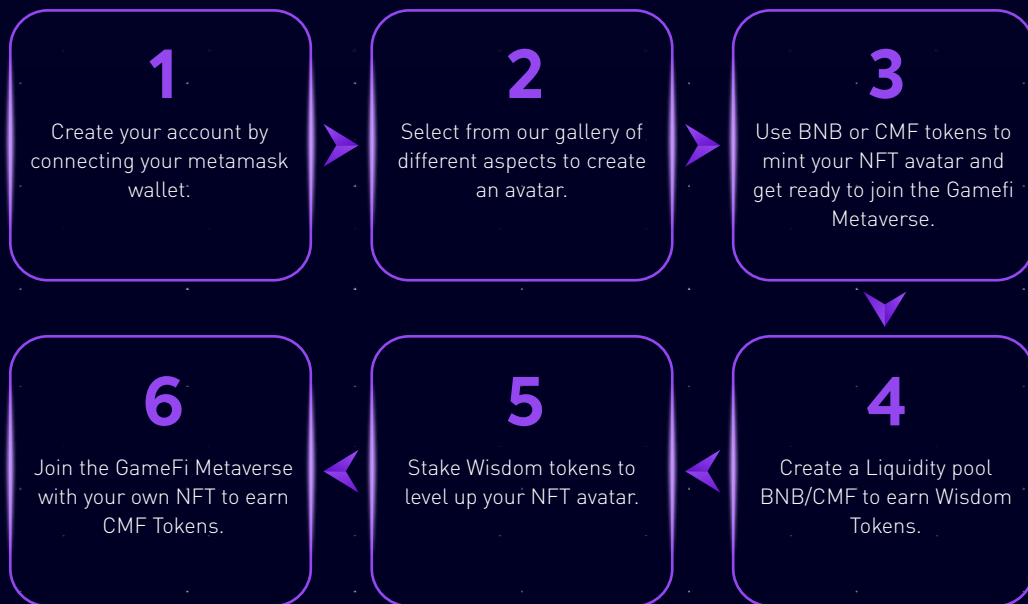 1
Create your account by
connecting your metamask
wallet.
2
Select from our gallery of
different aspects to create
an avatar.
3
Use BNB or CMF tokens to
mint your NFT avatar and
get ready to join the Gamefi
Metaverse.
4
Create a Liquidity pool
BNB/CMF to earn Wisdom
Tokens.
5
Stake Wisdom tokens to
level up your NFT avatar.
6
Join the GameFi Metaverse
with your own NFT to earn
CMF Tokens.